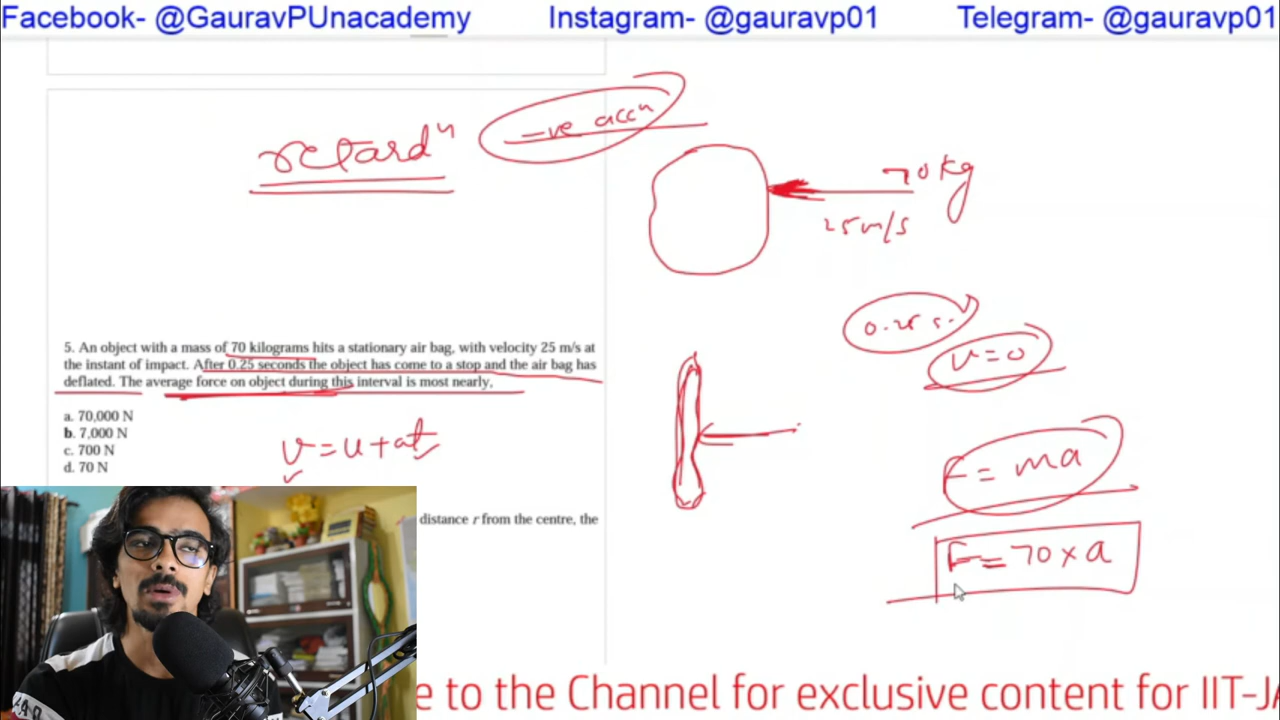 Facebook- @GauravPUnacademy Instagram- @gauravp01 Telegram- @gauravp01
retardⁿ -ve accⁿ
70 kg
25 m/s
0.25 s.
v=0
5. An object with a mass of 70 kilograms hits a stationary air bag, with velocity 25 m/s at
the instant of impact. After 0.25 seconds the object has come to a stop and the air bag has
deflated. The average force on object during this interval is most nearly,
a. 70,000 N
b. 7,000 N
c. 700 N
d. 70 N
v = u + at
F = ma
F = 70 x a
distance r from the centre, the
e to the Channel for exclusive content for IIT-JA